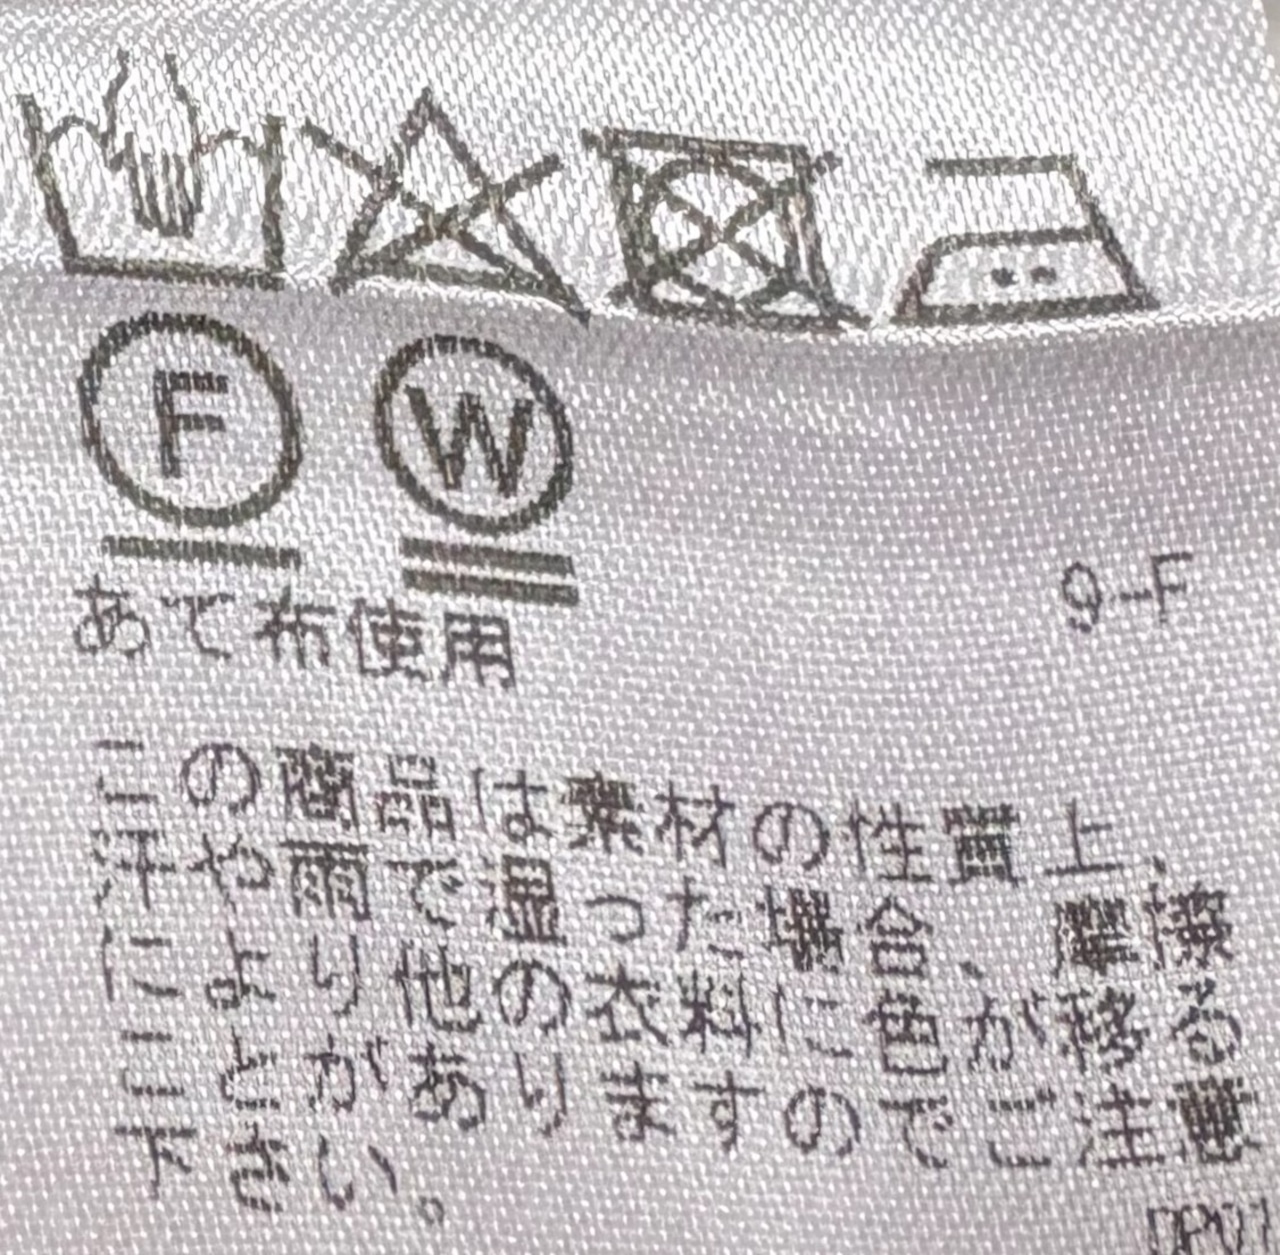 F W
9-F
あて布使用
この商品は素材の性質上、
汗や雨で湿った場合、摩擦
により他の衣料に色が移る
ことがありますのでご注意
下さい。